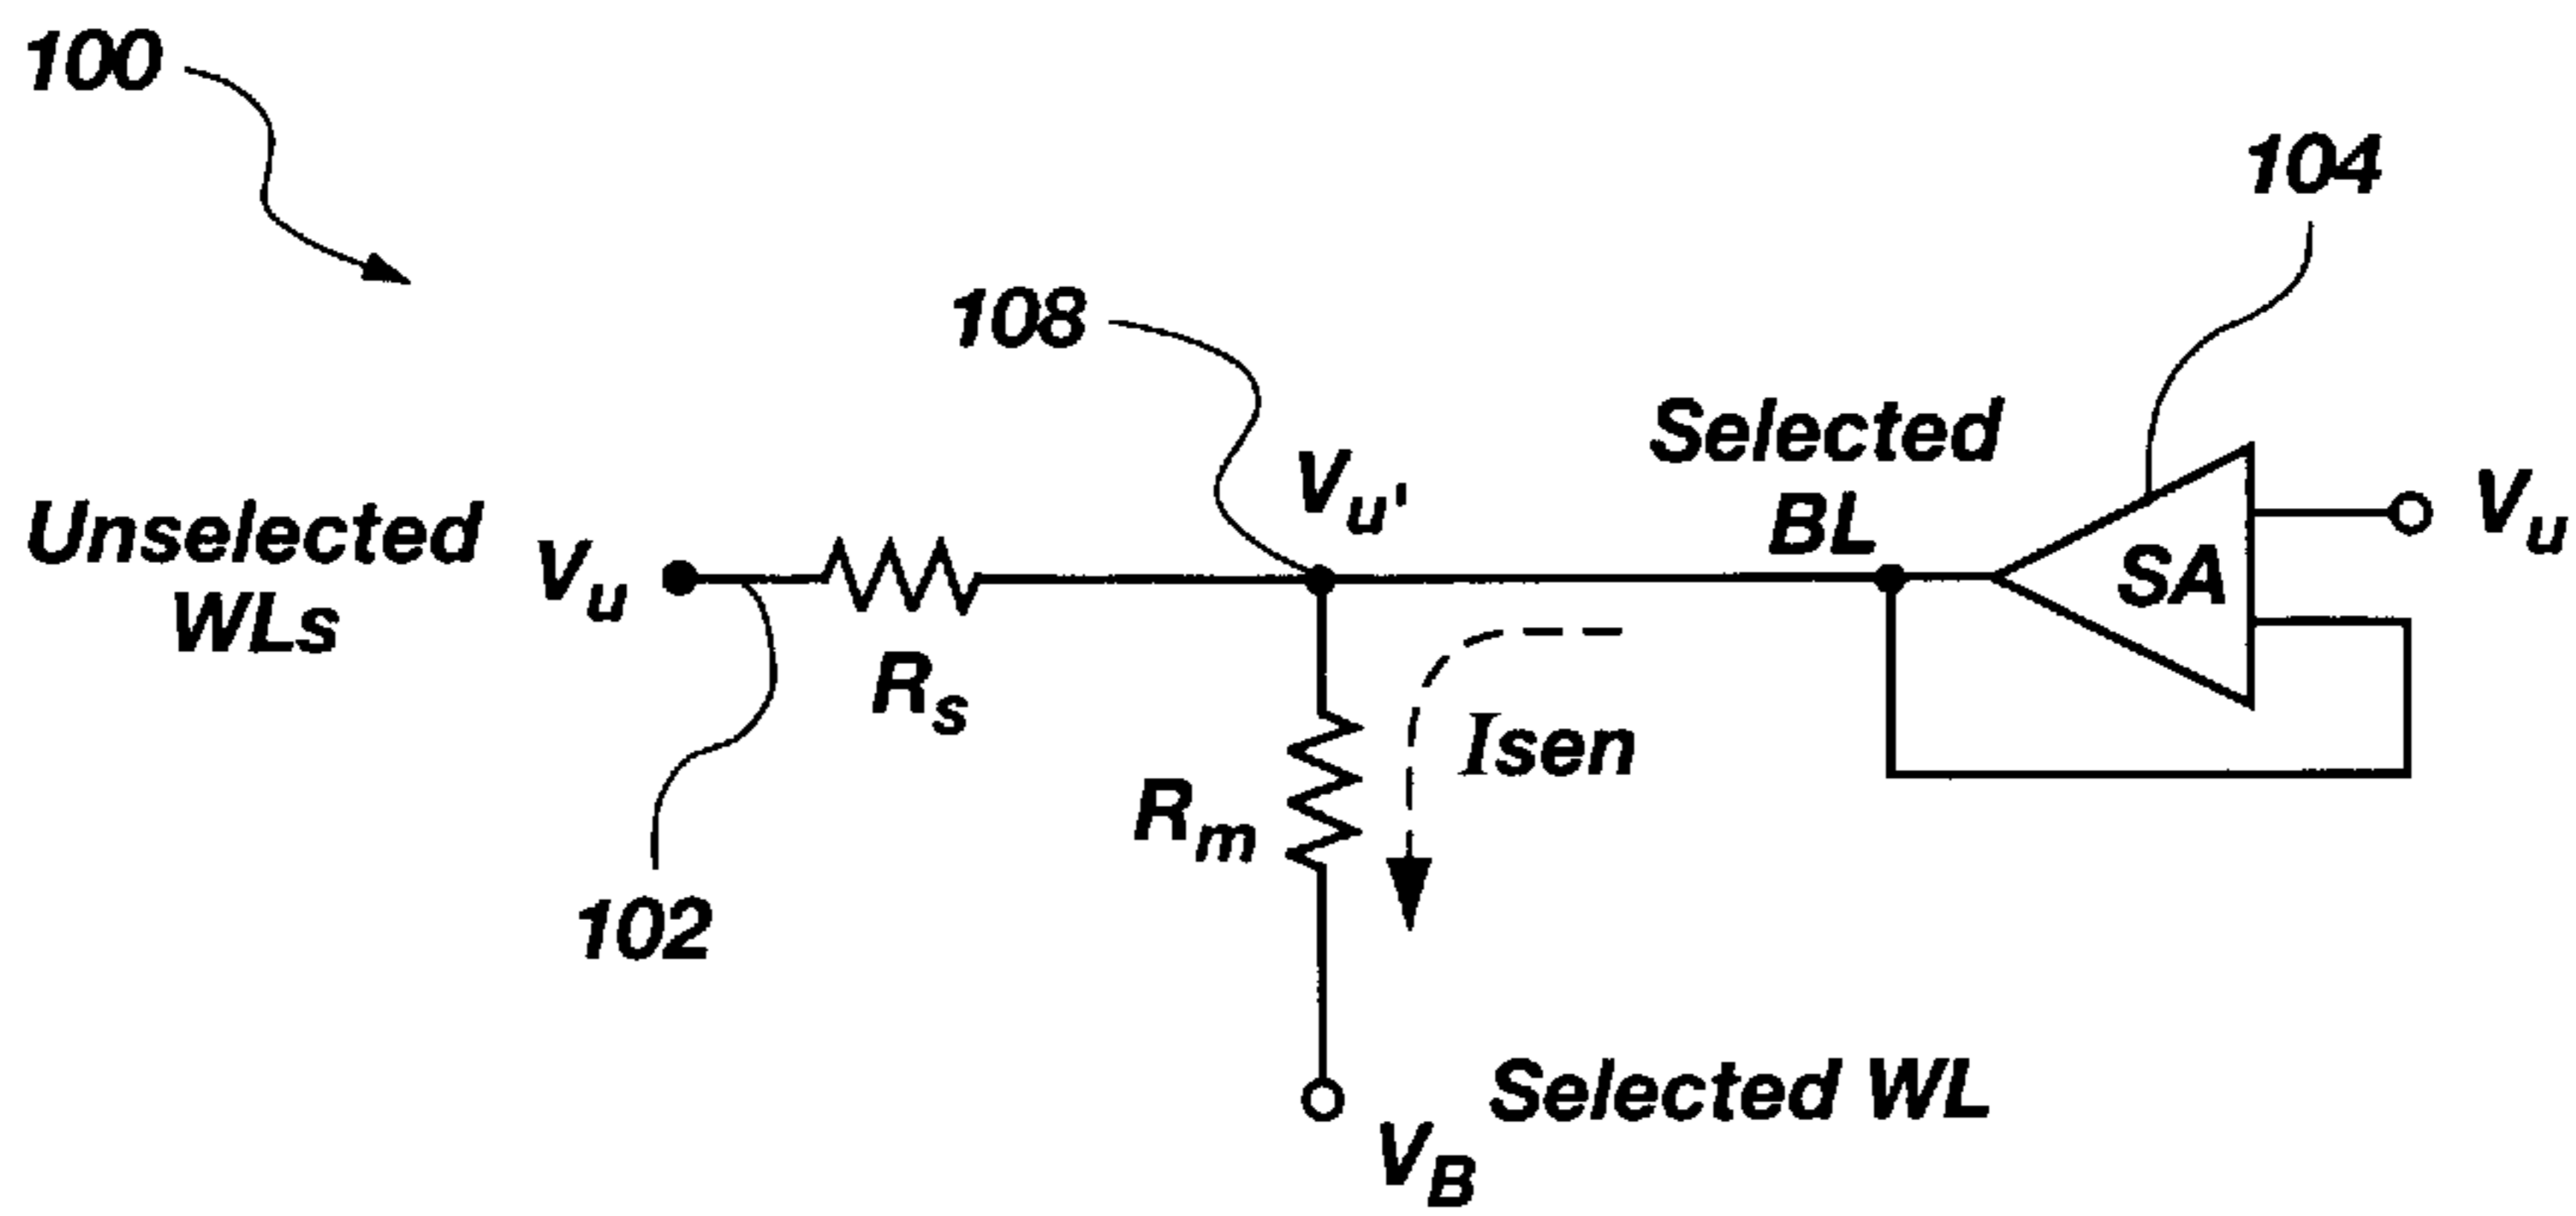 100
104
108
Selected
BL
Vu'
Vu
SA
Unselected
WLs
Vu
Rs
Isen
Rm
102
Selected WL
VB